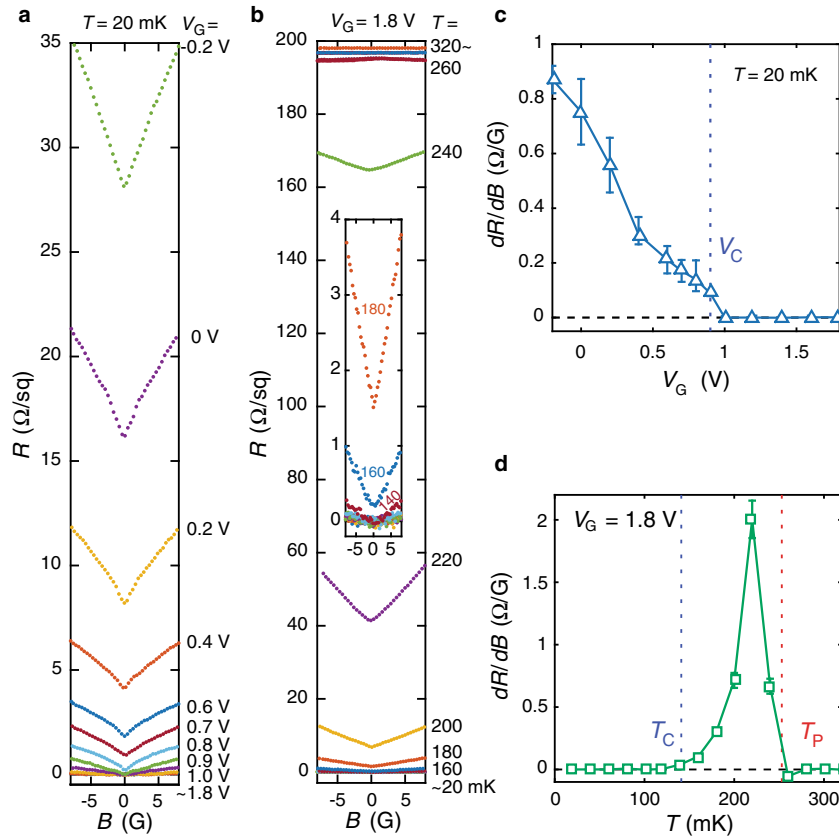 a
T = 20 mK
V_G =
-0.2 V
35
30
25
20
15
10
5
0
R (Ω/sq)
0 V
0.2 V
0.4 V
0.6 V
0.7 V
0.8 V
0.9 V
1.0 V
~1.8 V
-5
0
5
B (G)
b
V_G = 1.8 V
T =
200
180
160
140
120
100
80
60
40
20
0
R (Ω/sq)
320~
260
240
220
200
180
160
~20 mK
-5
0
5
B (G)
4
3
2
1
0
180
160
140
-5
0
5
c
1
0.8
0.6
0.4
0.2
0
dR/dB (Ω/G)
T = 20 mK
V_C
0
0.5
1
1.5
V_G (V)
d
2
1.5
1
0.5
0
dR/dB (Ω/G)
V_G = 1.8 V
T_C
T_P
0
100
200
300
T (mK)